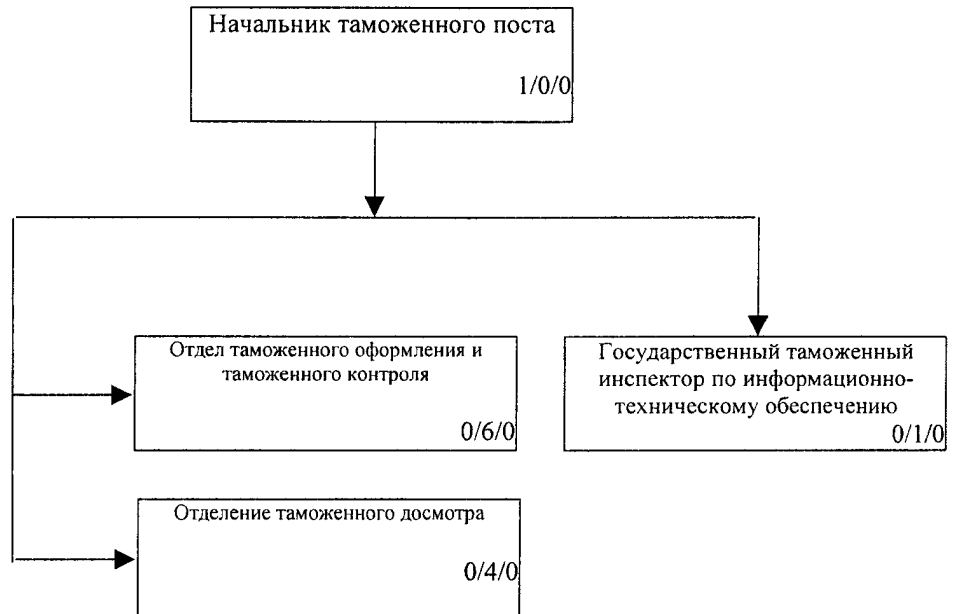 Начальник таможенного поста
1/0/0
Отдел таможенного оформления и
таможенного контроля
0/6/0
Государственный таможенный
инспектор по информационно-
техническому обеспечению
0/1/0
Отделение таможенного досмотра
0/4/0